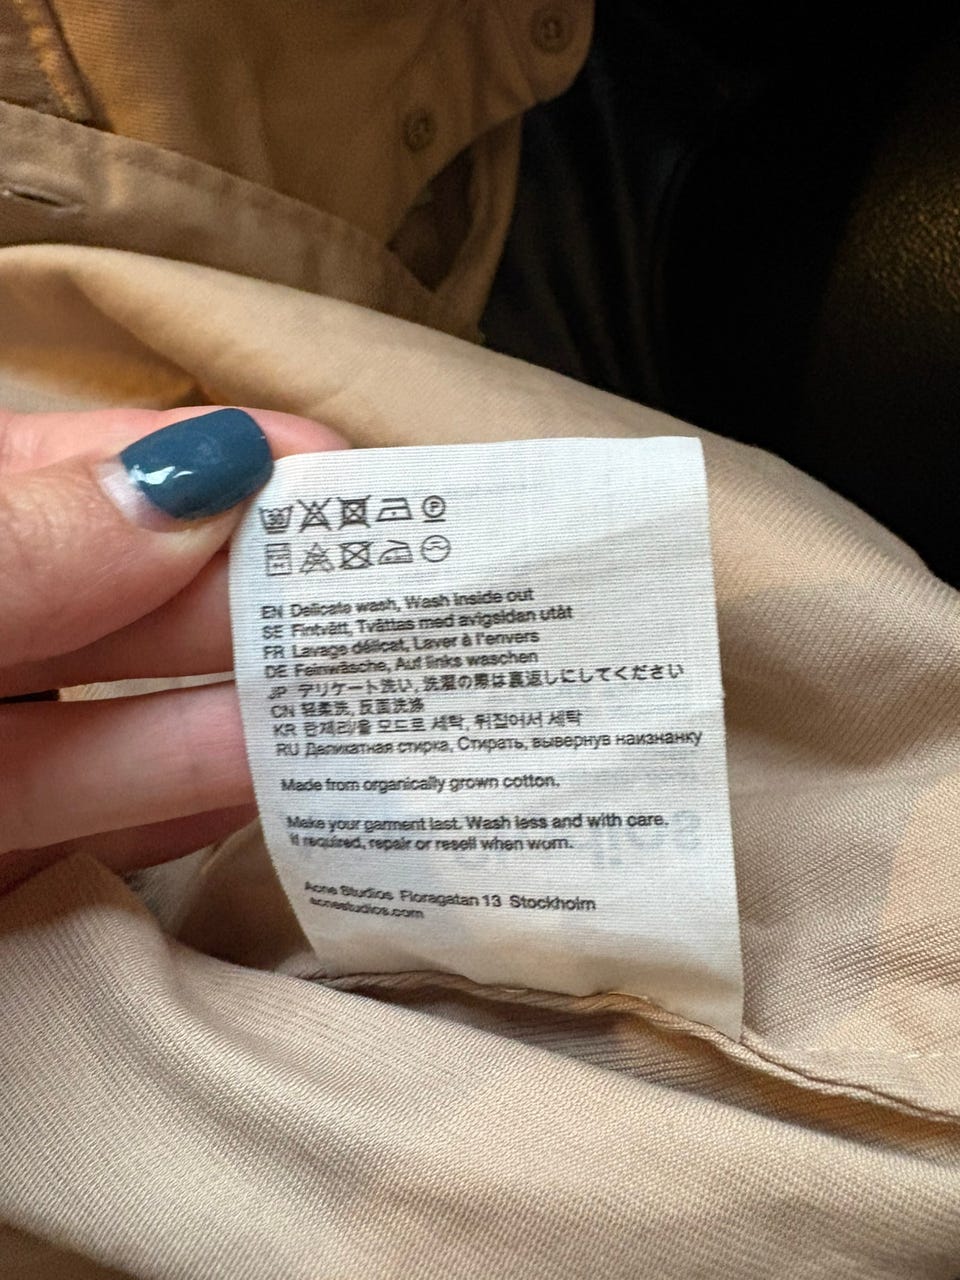 30
P
EN Delicate wash, Wash inside out
SE Fintvätt, Tvättas med avigsidan utåt
FR Lavage délicat, Laver à l'envers
DE Feinwäsche, Auf links waschen
JP デリケート洗い, 洗濯の際は裏返しにしてください
CN 轻柔洗, 反面洗涤
KR 란제리/울 모드로 세탁, 뒤집어서 세탁
RU Деликатная стирка, Стирать, вывернув наизнанку
Made from organically grown cotton.
Make your garment last. Wash less and with care.
If required, repair or resell when worn.
Acne Studios Floragatan 13 Stockholm
acnestudios.com